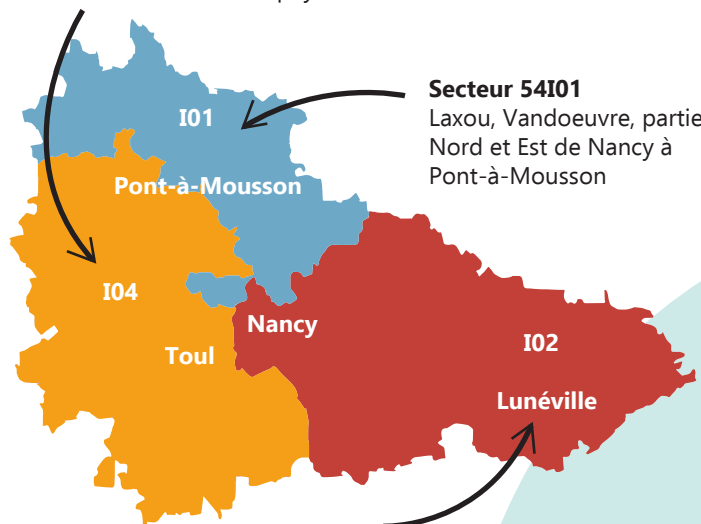 Secteur 54I01
Laxou, Vandoeuvre, partie
Nord et Est de Nancy à
Pont-à-Mousson
I01
Pont-à-Mousson
I04
Nancy
Toul
I02
Lunéville